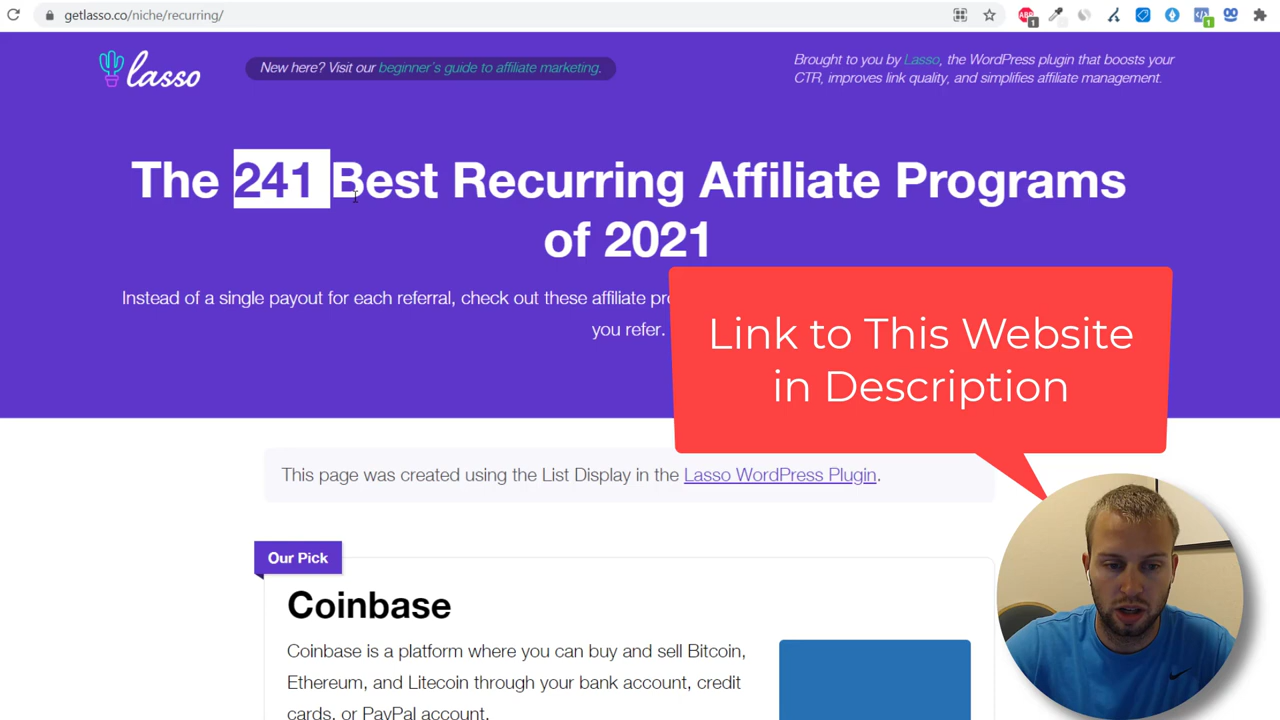 getlasso.co/niche/recurring/
lasso
New here? Visit our beginner's guide to affiliate marketing.
Brought to you by Lasso, the WordPress plugin that boosts your
CTR, improves link quality, and simplifies affiliate management.
The 241 Best Recurring Affiliate Programs
of 2021
Instead of a single payout for each referral, check out these affiliate
you refer.
Link to This Website
in Description
This page was created using the List Display in the Lasso WordPress Plugin.
Our Pick
Coinbase
Coinbase is a platform where you can buy and sell Bitcoin,
Ethereum, and Litecoin through your bank account, credit
cards, or PayPal account.